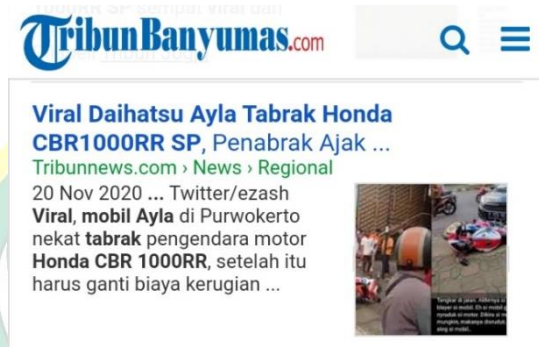 TribunBanyumas.com
Viral Daihatsu Ayla Tabrak Honda
CBR1000RR SP, Penabrak Ajak ...
Tribunnews.com › News › Regional
20 Nov 2020 ... Twitter/ezash
Viral, mobil Ayla di Purwokerto
nekat tabrak pengendara motor
Honda CBR 1000RR, setelah itu
harus ganti biaya kerugian ...